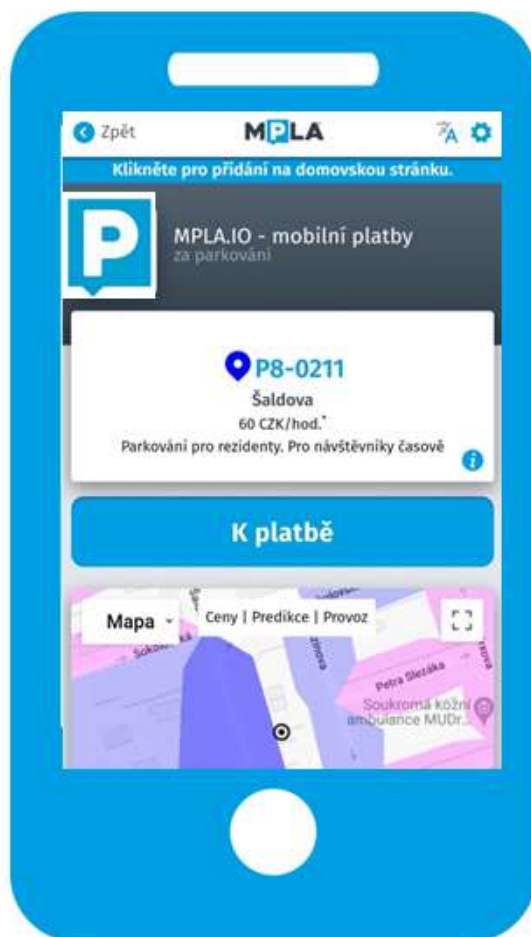 Zpět
MPLA
Klikněte pro přidání na domovskou stránku.
P
MPLA.IO - mobilní platby
za parkování
P8-0211
Šaldova
60 CZK/hod.*
Parkování pro rezidenty. Pro návštěvníky časově
K platbě
Mapa
Ceny | Predikce | Provoz
Petra Slezáka
Soukromá kožní
ambulance MUDr...